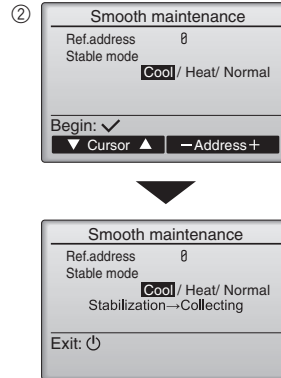 ②
Smooth maintenance
Ref.address 0
Stable mode
Cool / Heat/ Normal
Begin: ✓
▼ Cursor ▲ －Address＋
Smooth maintenance
Ref.address 0
Stable mode
Cool / Heat/ Normal
Stabilization→Collecting
Exit: ⏻